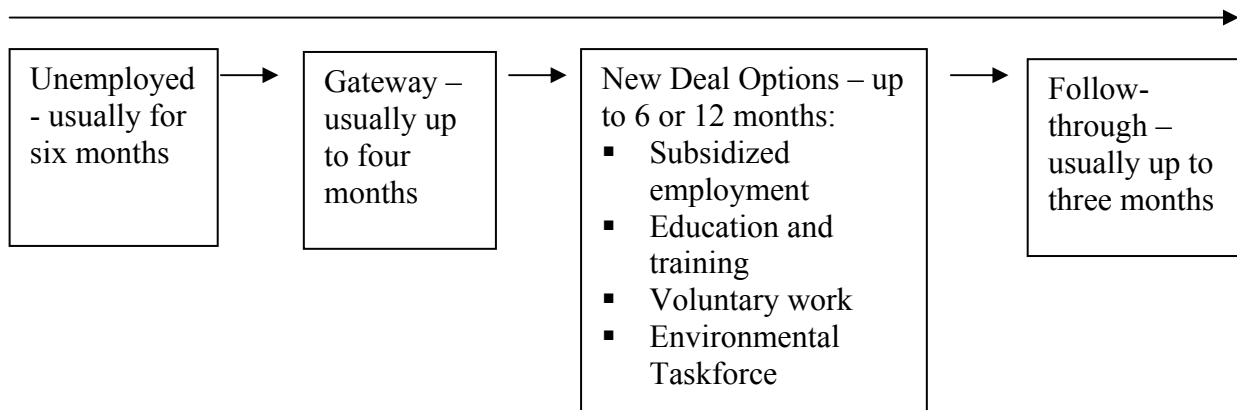 Unemployed
- usually for
six months
Gateway –
usually up
to four
months
New Deal Options – up
to 6 or 12 months:
▪ Subsidized
employment
▪ Education and
training
▪ Voluntary work
▪ Environmental
Taskforce
Follow-
through –
usually up to
three months